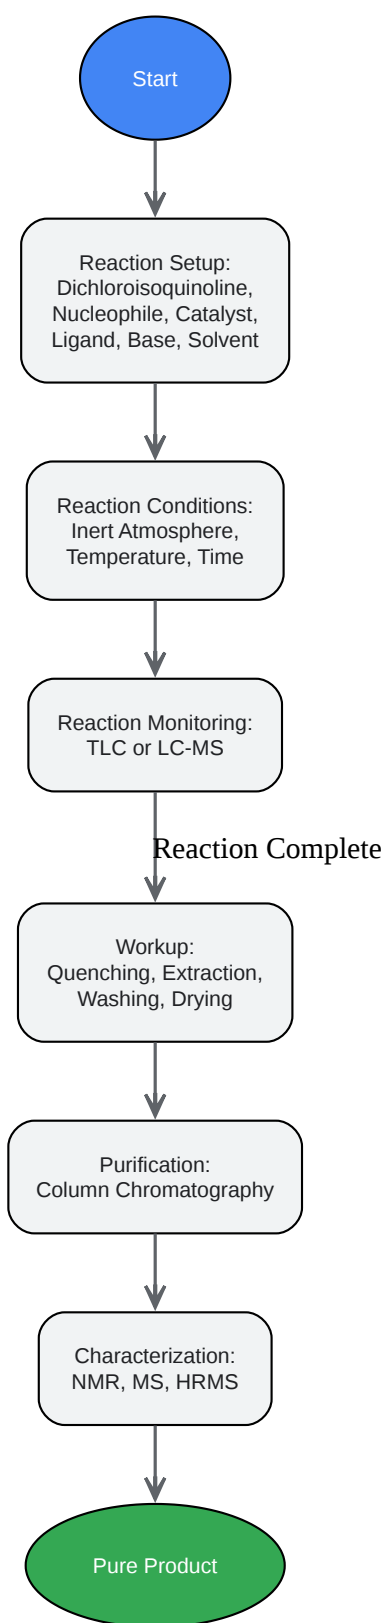 Start
Reaction Setup:
Dichloroisoquinoline,
Nucleophile, Catalyst,
Ligand, Base, Solvent
Reaction Conditions:
Inert Atmosphere,
Temperature, Time
Reaction Monitoring:
TLC or LC-MS
Reaction Complete
Workup:
Quenching, Extraction,
Washing, Drying
Purification:
Column Chromatography
Characterization:
NMR, MS, HRMS
Pure Product